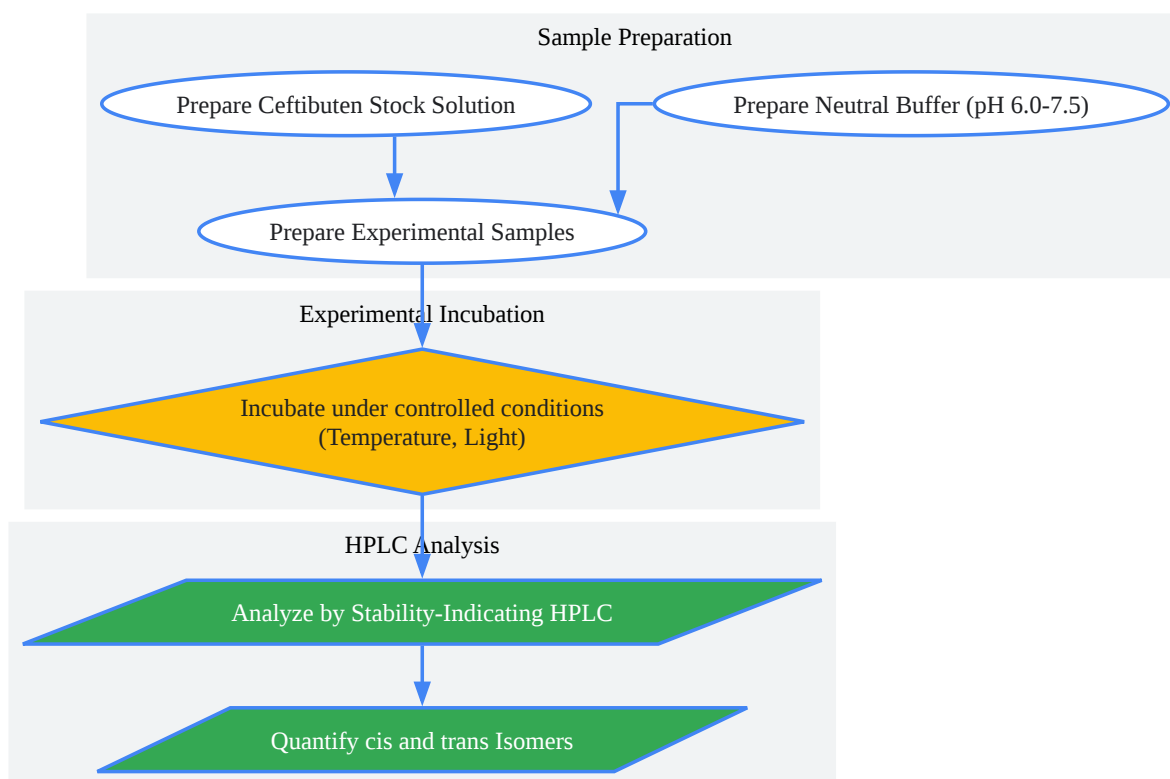 Sample Preparation
Prepare Ceftibuten Stock Solution
Prepare Neutral Buffer (pH 6.0-7.5)
Prepare Experimental Samples
Experimental Incubation
Incubate under controlled conditions
(Temperature, Light)
HPLC Analysis
Analyze by Stability-Indicating HPLC
Quantify cis and trans Isomers